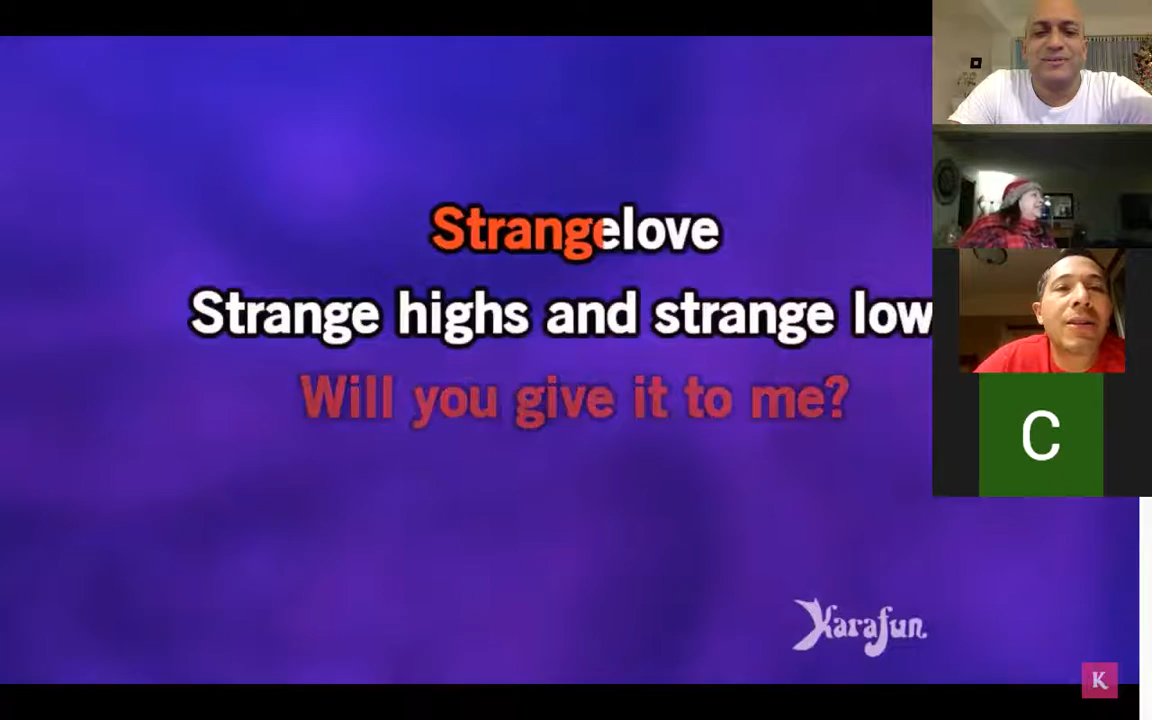 Strangelove
Strange highs and strange low
Will you give it to me?
C
Karafun
K